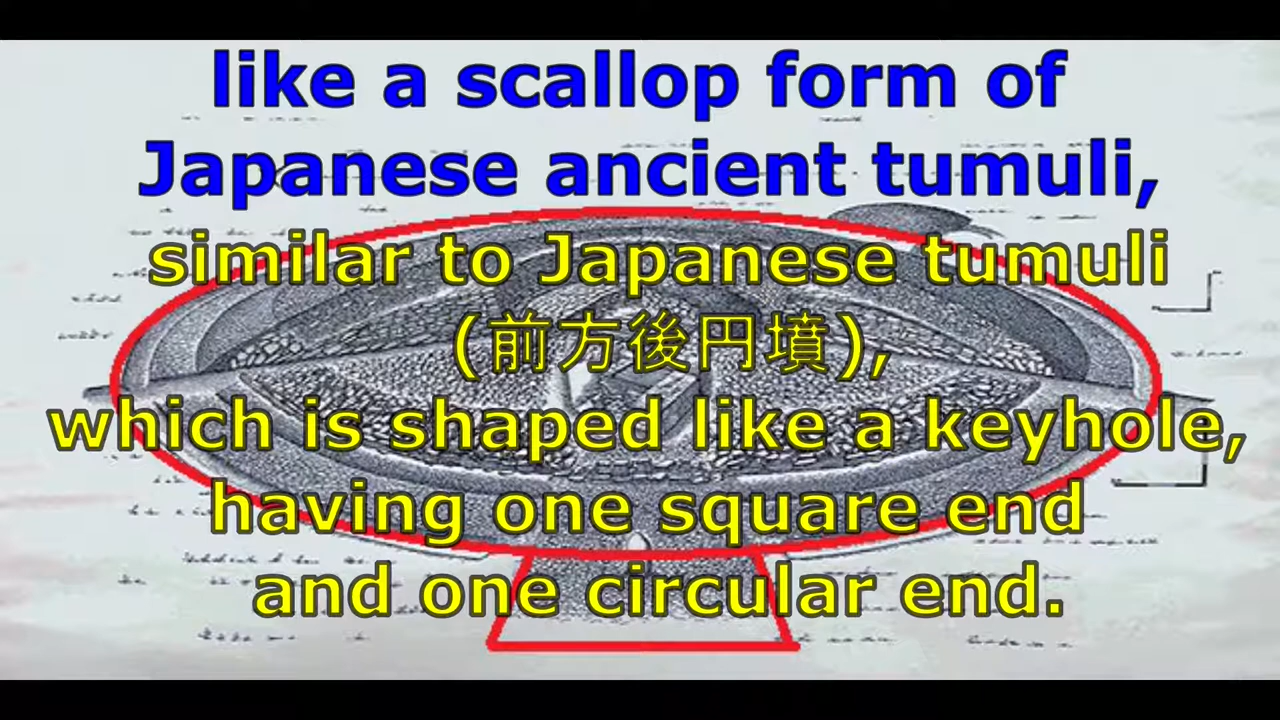 like a scallop form of
Japanese ancient tumuli,
similar to Japanese tumuli
(前方後円墳),
which is shaped like a keyhole,
having one square end
and one circular end.